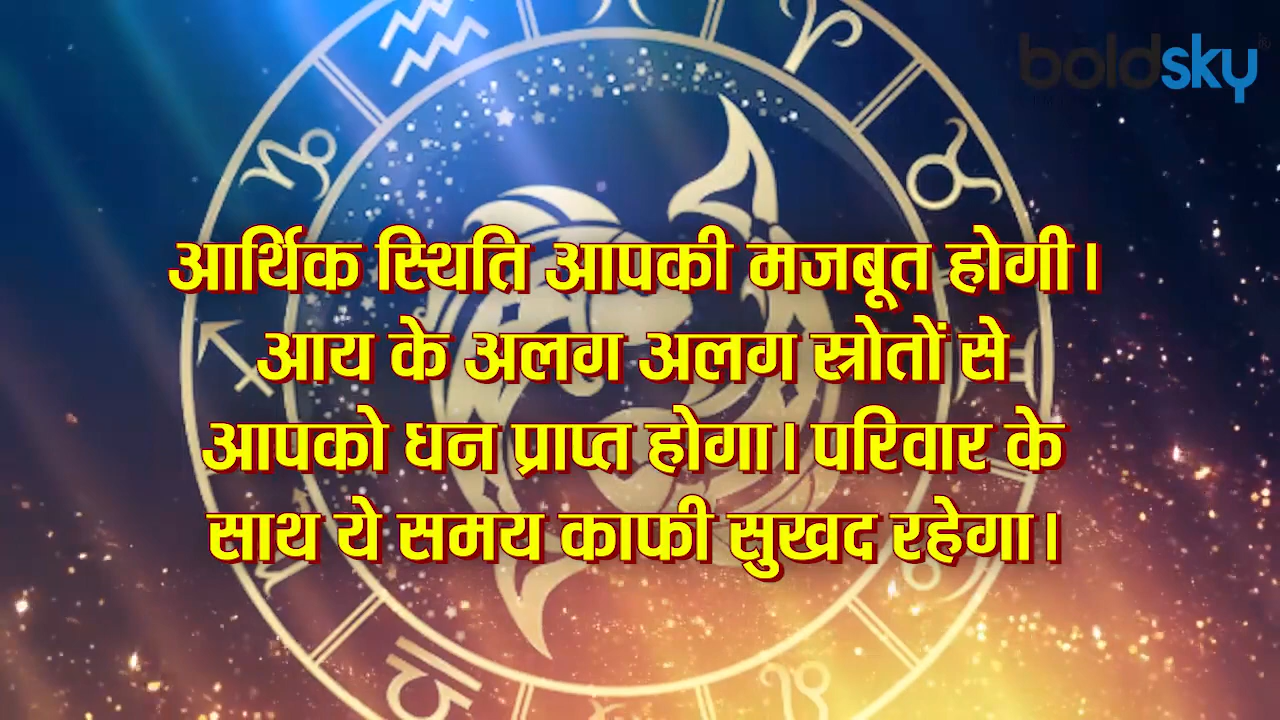 boldsky
आर्थिक स्थिति आपकी मजबूत होगी।
आय के अलग अलग स्रोतों से
आपको धन प्राप्त होगा। परिवार के
साथ ये समय काफी सुखद रहेगा।